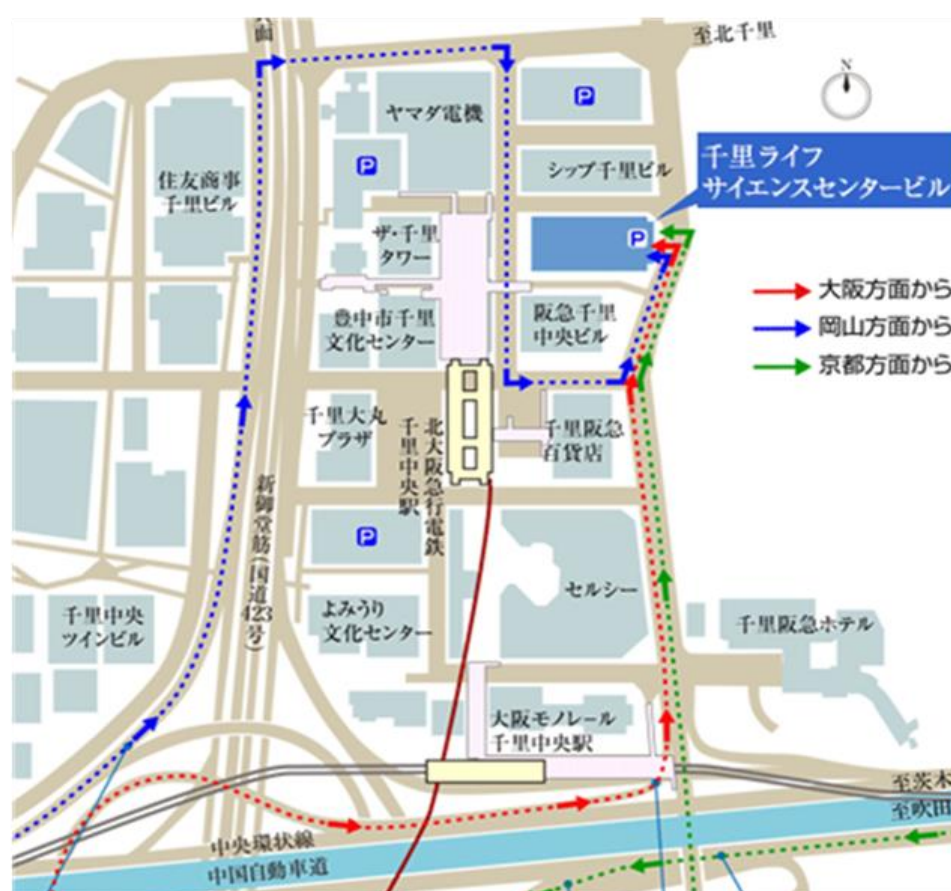 箕面
至北千里
N
ヤマダ電機
P
住友商事
千里ビル
P
シップ千里ビル
千里ライフ
サイエンスセンタービル
ザ・千里
タワー
P
豊中市千里
文化センター
阪急千里
中央ビル
大阪方面から
岡山方面から
京都方面から
千里大丸
プラザ
北大阪急行電鉄
千里中央駅
千里阪急
百貨店
新御堂筋(国道423号)
P
セルシー
千里中央
ツインビル
よみうり
文化センター
千里阪急ホテル
大阪モノレール
千里中央駅
至茨木
至吹田
中央環状線
中国自動車道